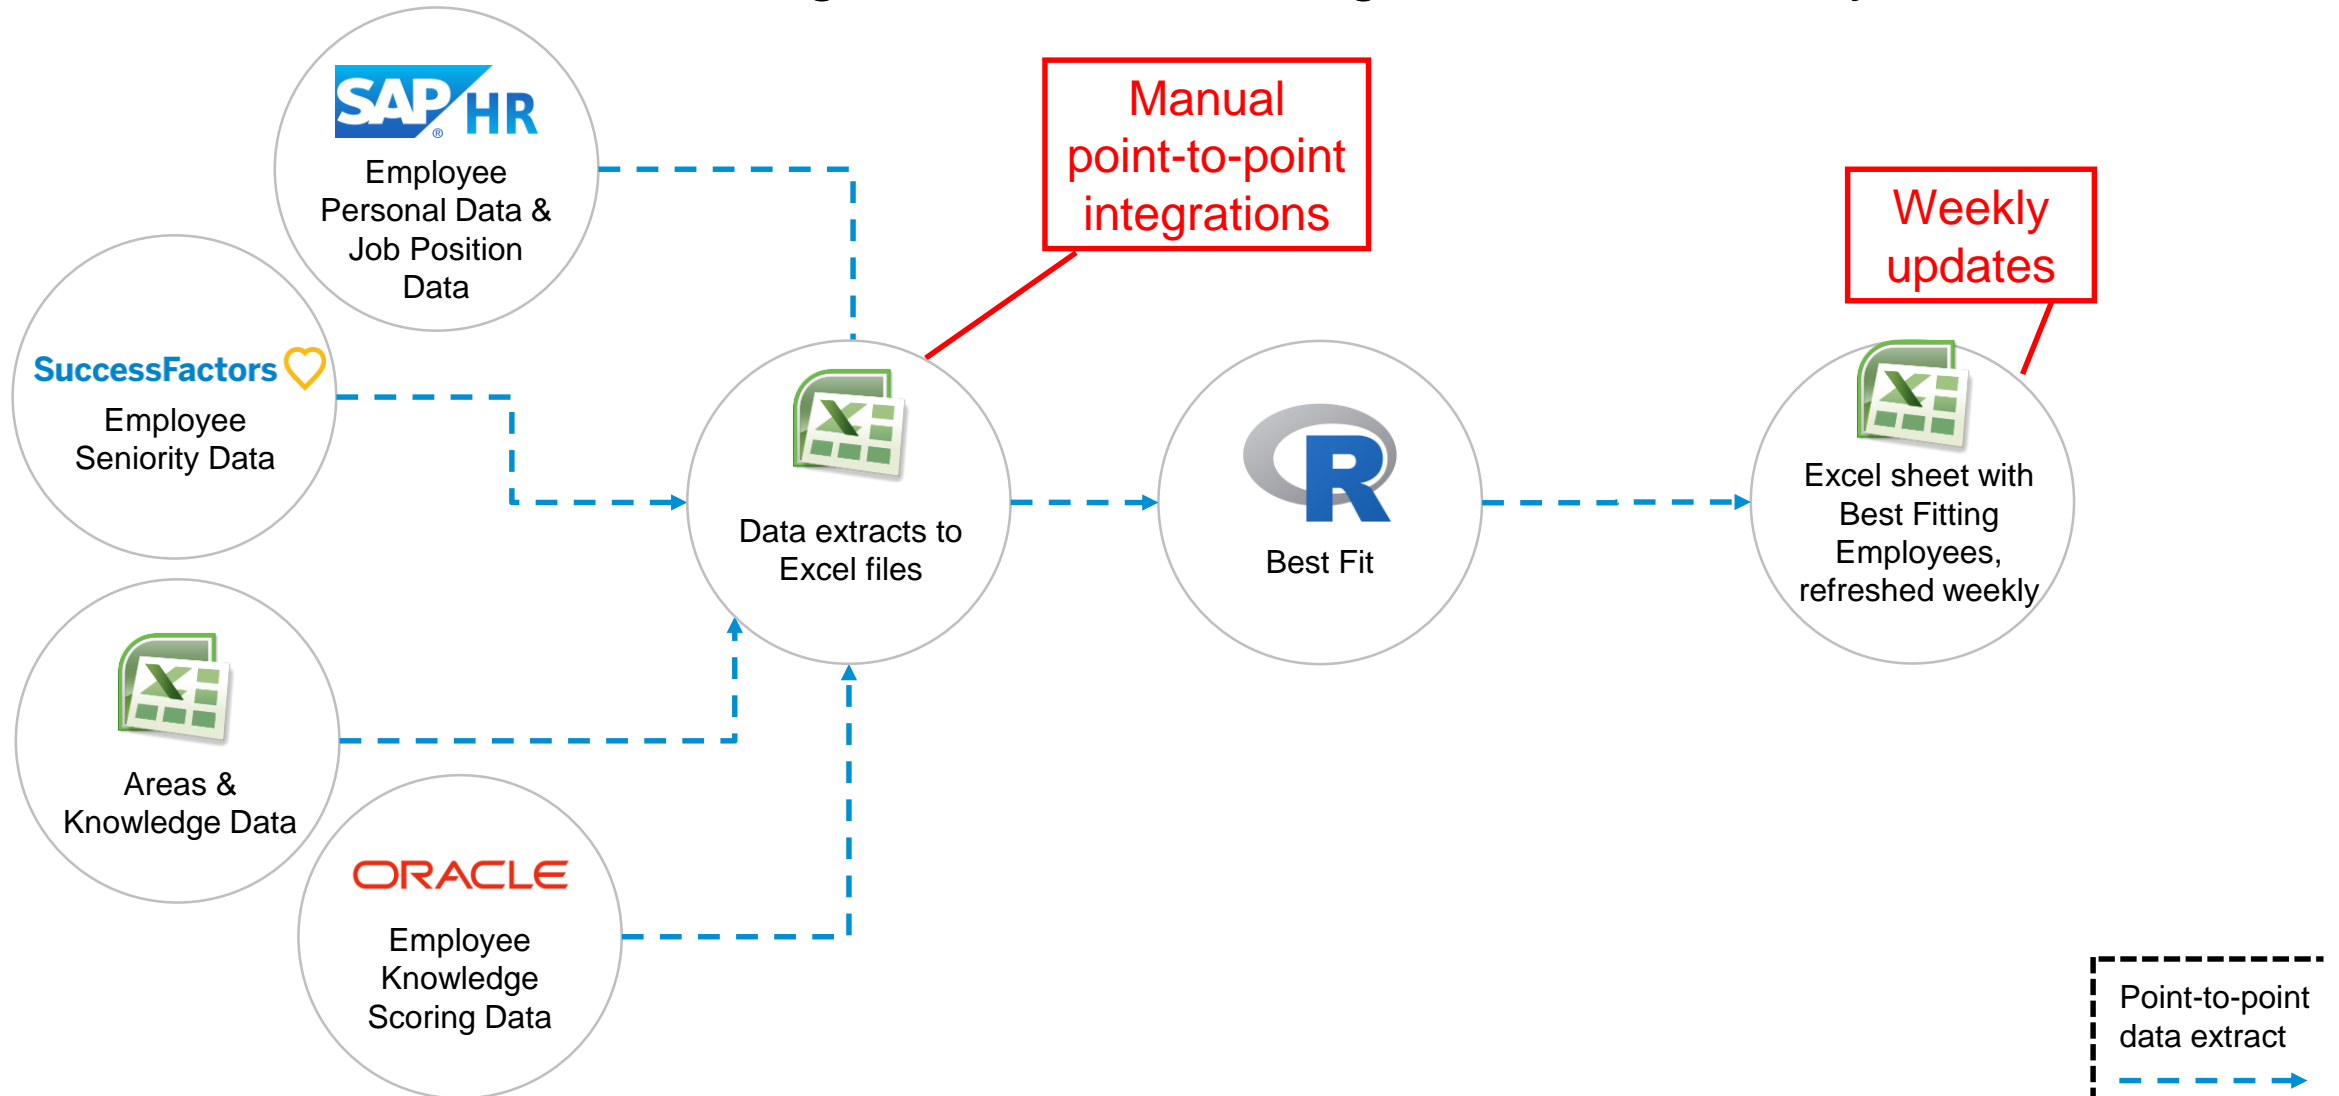 SAP HR
®
Employee
Personal Data &
Job Position
Data
Manual
point-to-point
integrations
Weekly
updates
SuccessFactors
Employee
Seniority Data
Data extracts to
Excel files
R
Best Fit
Excel sheet with
Best Fitting
Employees,
refreshed weekly
Areas &
Knowledge Data
ORACLE
Employee
Knowledge
Scoring Data
Point-to-point
data extract